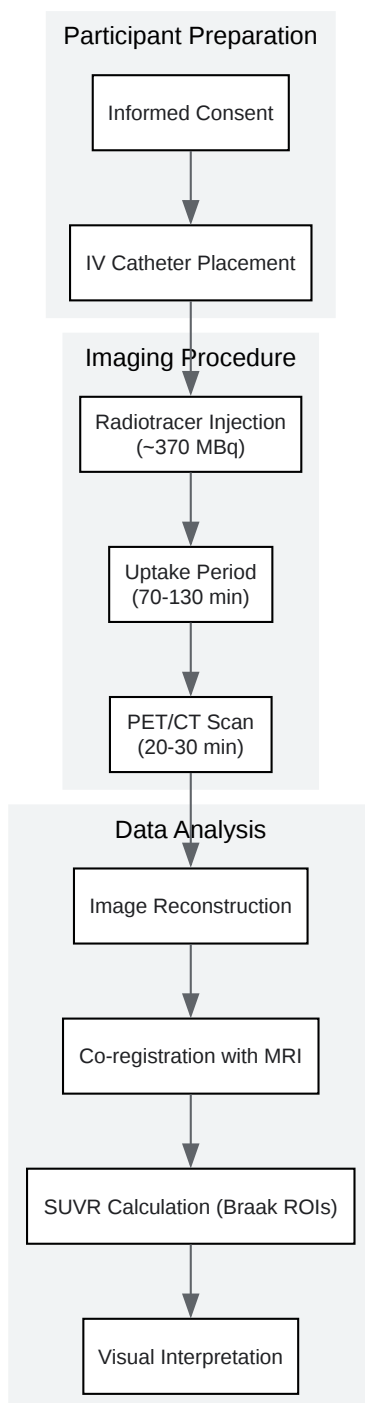 Participant Preparation
Informed Consent
IV Catheter Placement
Imaging Procedure
Radiotracer Injection
(~370 MBq)
Uptake Period
(70-130 min)
PET/CT Scan
(20-30 min)
Data Analysis
Image Reconstruction
Co-registration with MRI
SUVR Calculation (Braak ROIs)
Visual Interpretation